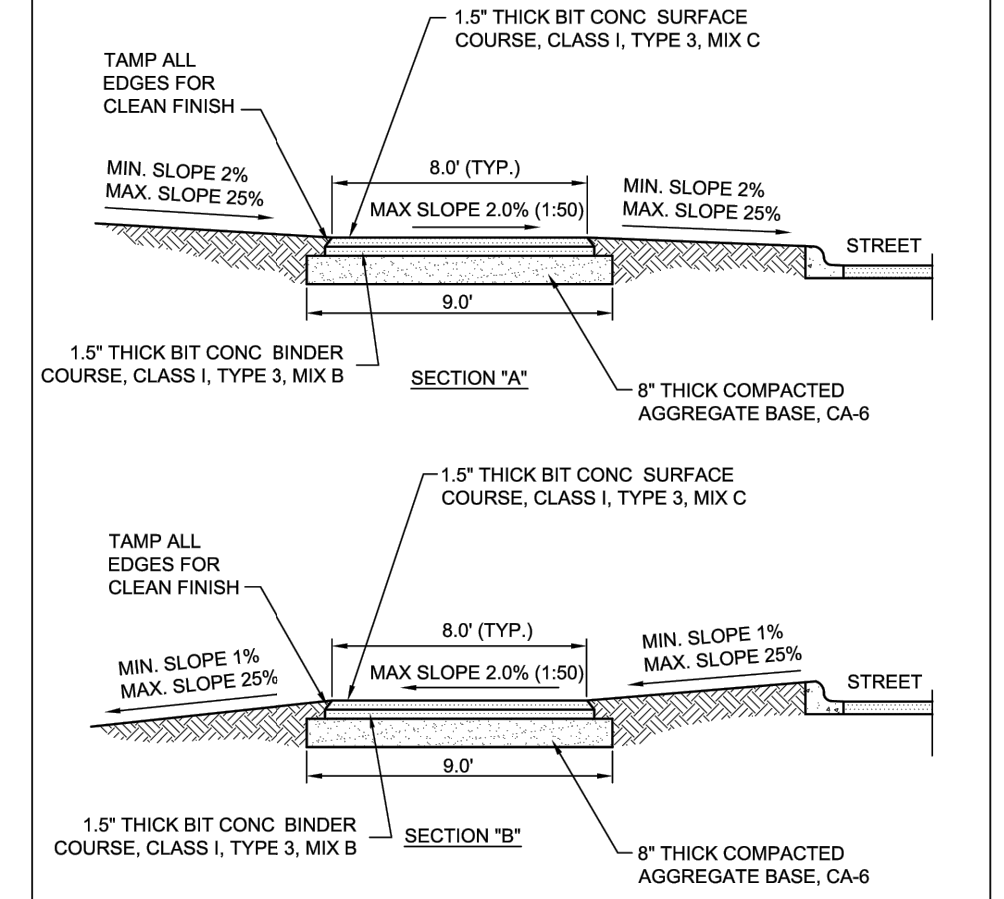 1.5" THICK BIT CONC SURFACE
COURSE, CLASS I, TYPE 3, MIX C
TAMP ALL
EDGES FOR
CLEAN FINISH
MIN. SLOPE 2%
MAX. SLOPE 25%
8.0' (TYP.)
MAX SLOPE 2.0% (1:50)
MIN. SLOPE 2%
MAX. SLOPE 25%
STREET
9.0'
1.5" THICK BIT CONC BINDER
COURSE, CLASS I, TYPE 3, MIX B
SECTION "A"
8" THICK COMPACTED
AGGREGATE BASE, CA-6
1.5" THICK BIT CONC SURFACE
COURSE, CLASS I, TYPE 3, MIX C
TAMP ALL
EDGES FOR
CLEAN FINISH
MIN. SLOPE 1%
MAX. SLOPE 25%
8.0' (TYP.)
MAX SLOPE 2.0% (1:50)
MIN. SLOPE 1%
MAX. SLOPE 25%
STREET
9.0'
1.5" THICK BIT CONC BINDER
COURSE, CLASS I, TYPE 3, MIX B
SECTION "B"
8" THICK COMPACTED
AGGREGATE BASE, CA-6